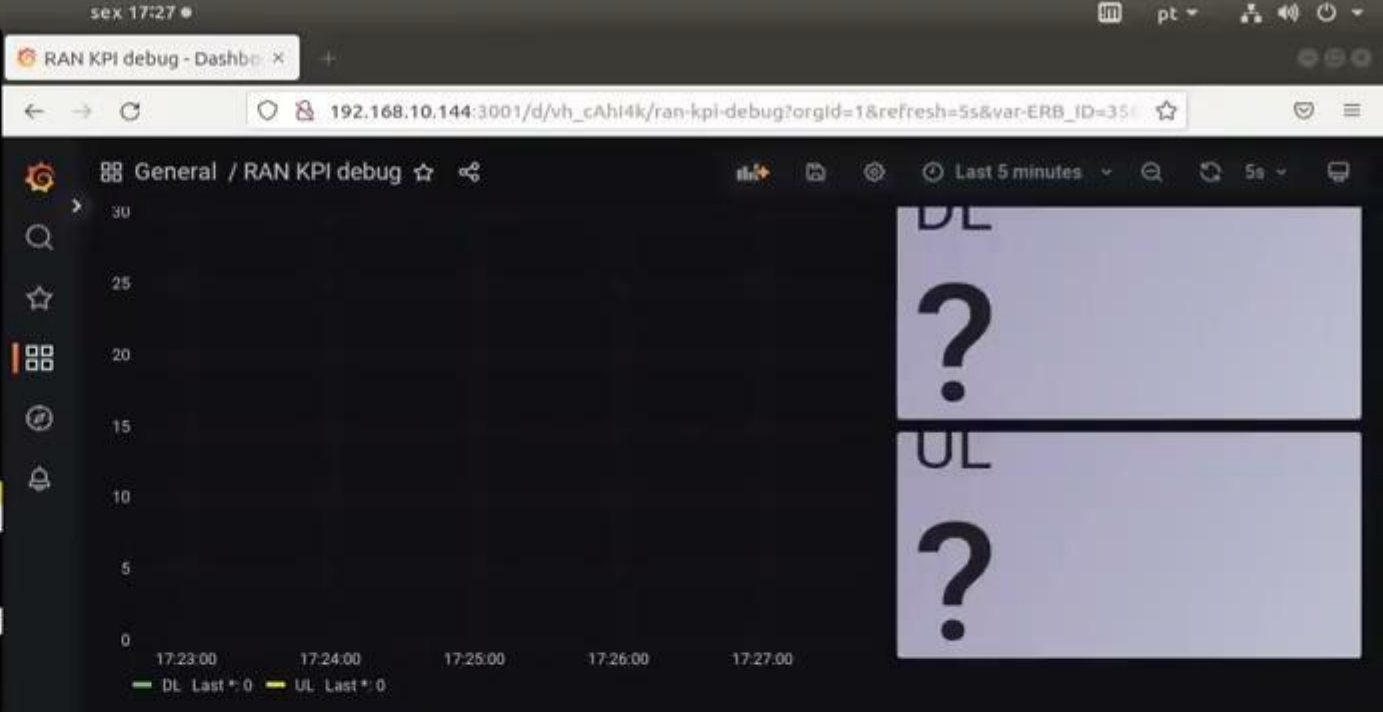 sex 17:27
pt
RAN KPI debug - Dashbo
192.168.10.144:3001/d/vh_cAhI4k/ran-kpi-debug?orgId=1&refresh=5s&var-ERB_ID=35
General / RAN KPI debug
Last 5 minutes
5s
30
25
20
15
10
5
0
17:23:00 17:24:00 17:25:00 17:26:00 17:27:00
DL Last *: 0 UL Last *: 0
DL
?
UL
?